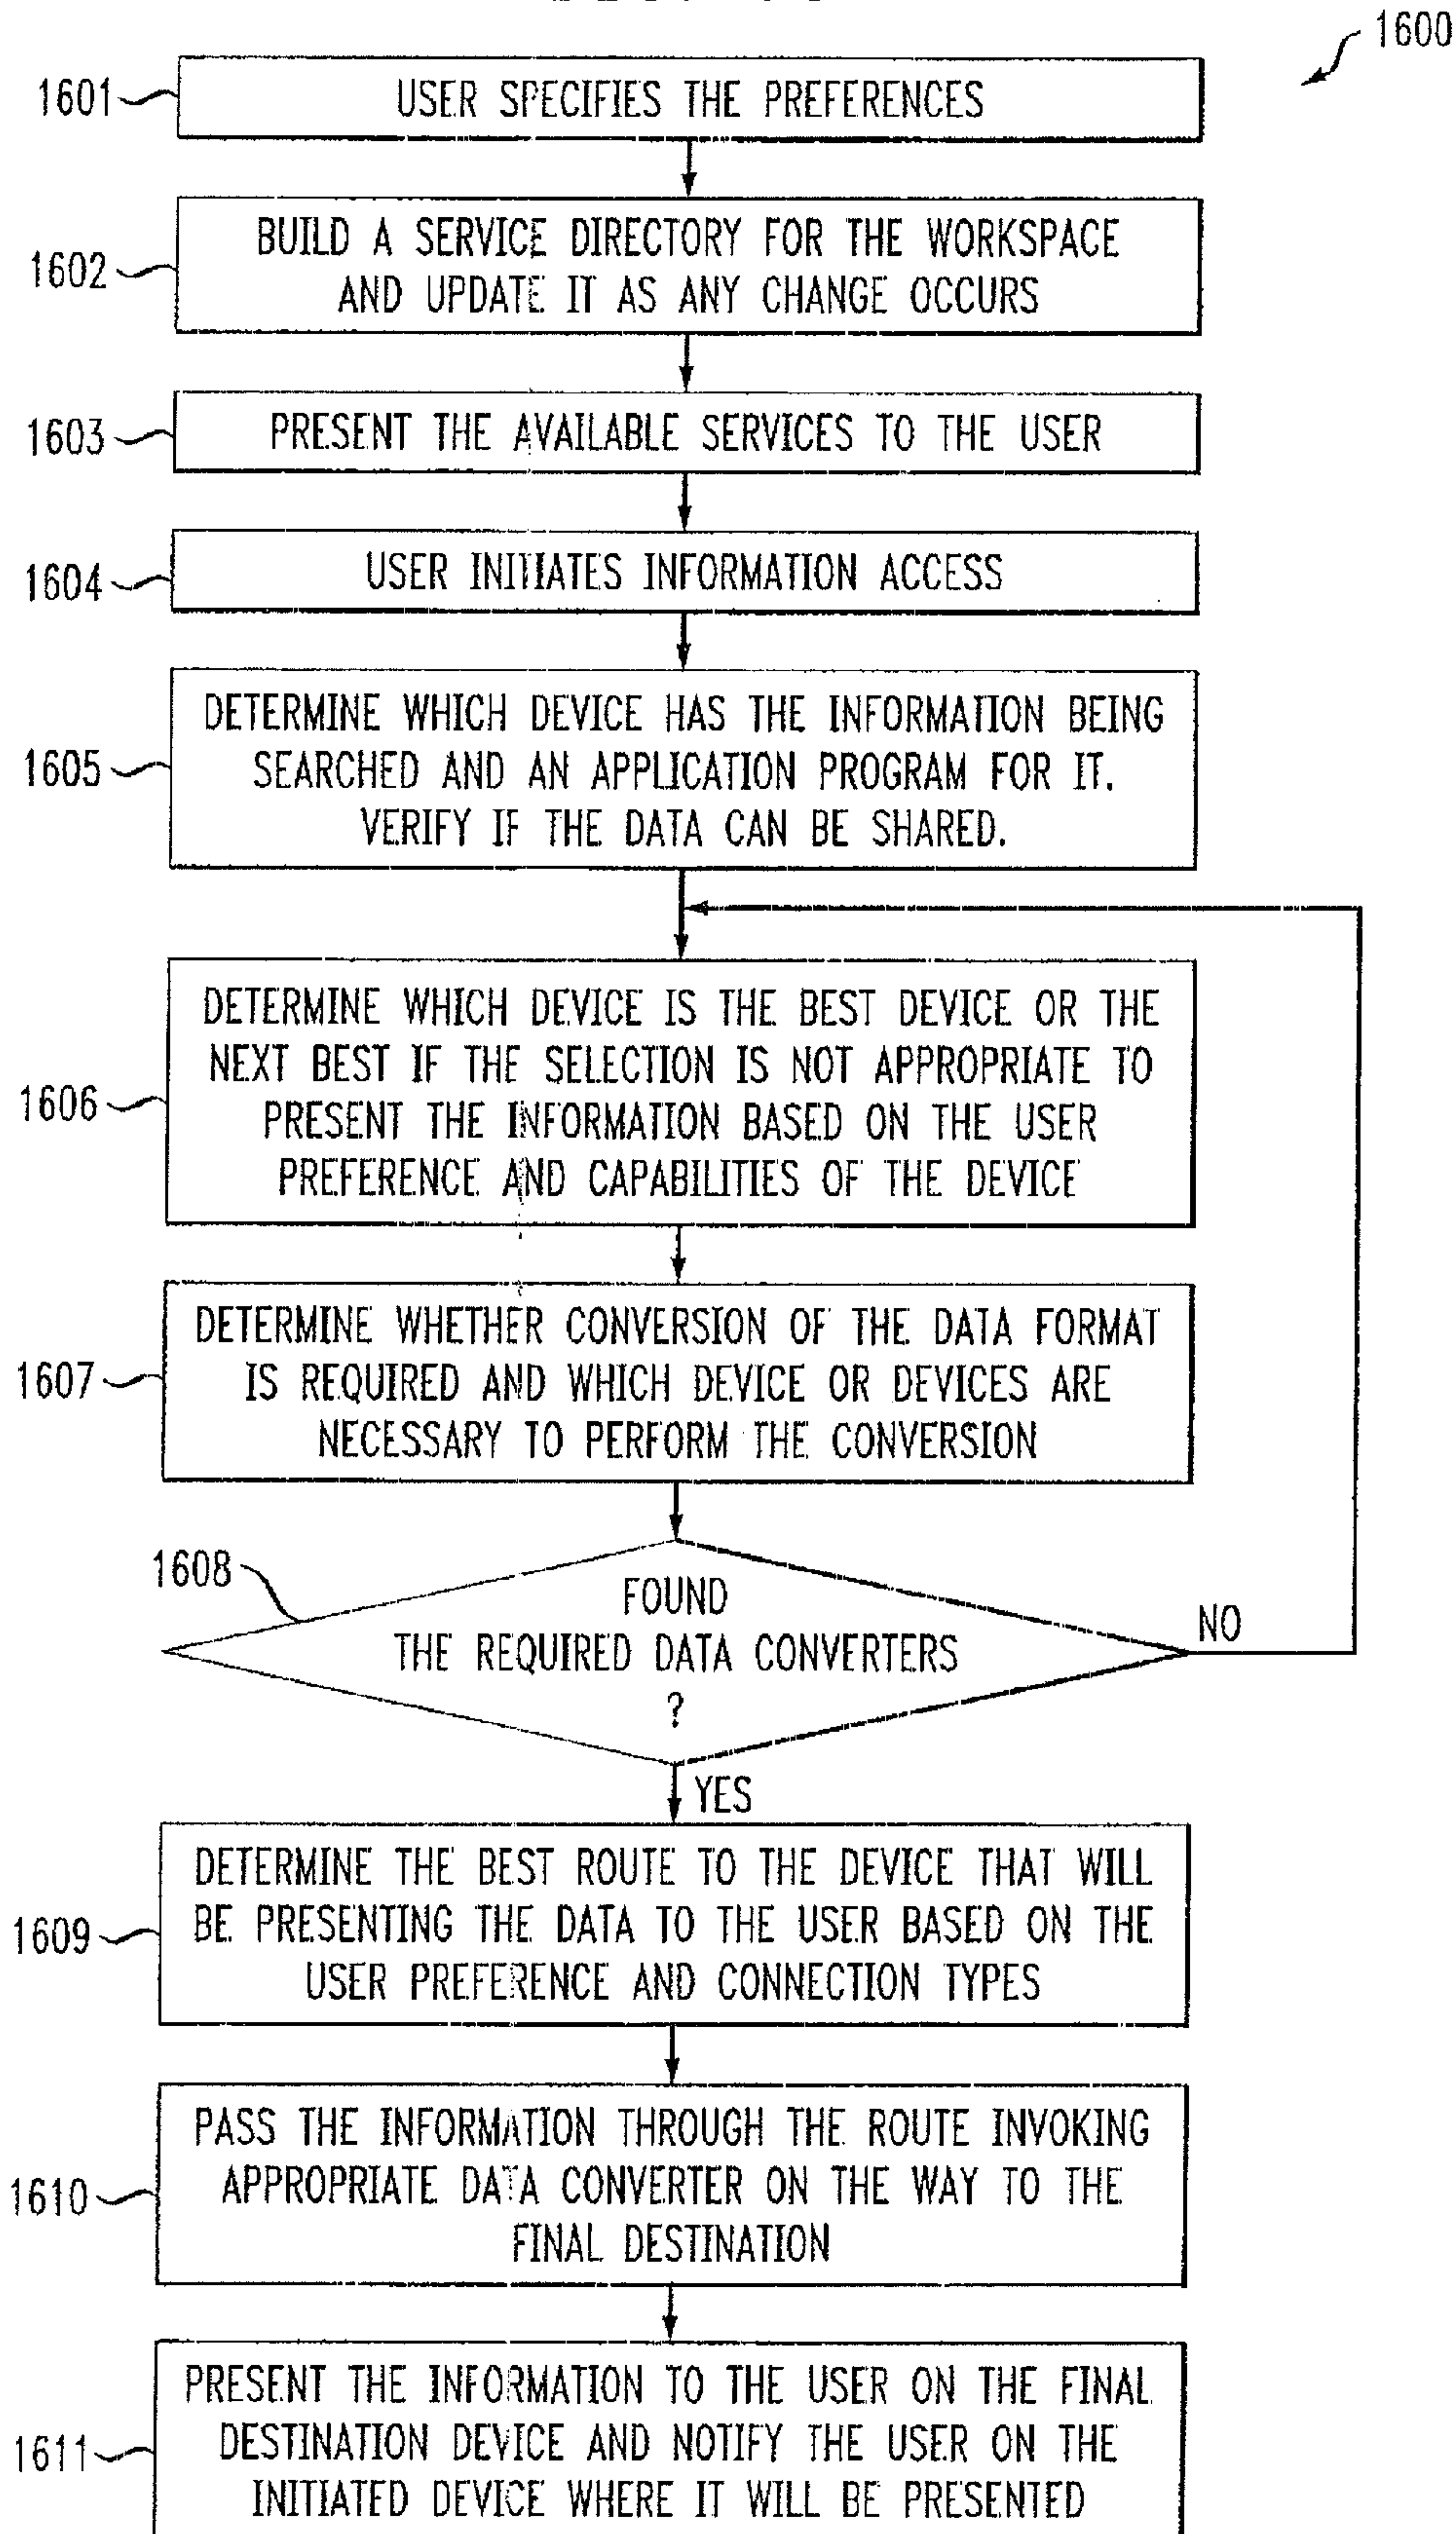 1600
1601
USER SPECIFIES THE PREFERENCES
1602
BUILD A SERVICE DIRECTORY FOR THE WORKSPACE
AND UPDATE IT AS ANY CHANGE OCCURS
1603
PRESENT THE AVAILABLE SERVICES TO THE USER
1604
USER INITIATES INFORMATION ACCESS
1605
DETERMINE WHICH DEVICE HAS THE INFORMATION BEING
SEARCHED AND AN APPLICATION PROGRAM FOR IT.
VERIFY IF THE DATA CAN BE SHARED.
1606
DETERMINE WHICH DEVICE IS THE BEST DEVICE OR THE
NEXT BEST IF THE SELECTION IS NOT APPROPRIATE TO
PRESENT THE INFORMATION BASED ON THE USER
PREFERENCE AND CAPABILITIES OF THE DEVICE
1607
DETERMINE WHETHER CONVERSION OF THE DATA FORMAT
IS REQUIRED AND WHICH DEVICE OR DEVICES ARE
NECESSARY TO PERFORM THE CONVERSION
1608
FOUND
THE REQUIRED DATA CONVERTERS
?
NO
YES
1609
DETERMINE THE BEST ROUTE TO THE DEVICE THAT WILL
BE PRESENTING THE DATA TO THE USER BASED ON THE
USER PREFERENCE AND CONNECTION TYPES
1610
PASS THE INFORMATION THROUGH THE ROUTE INVOKING
APPROPRIATE DATA CONVERTER ON THE WAY TO THE
FINAL DESTINATION
1611
PRESENT THE INFORMATION TO THE USER ON THE FINAL
DESTINATION DEVICE AND NOTIFY THE USER ON THE
INITIATED DEVICE WHERE IT WILL BE PRESENTED